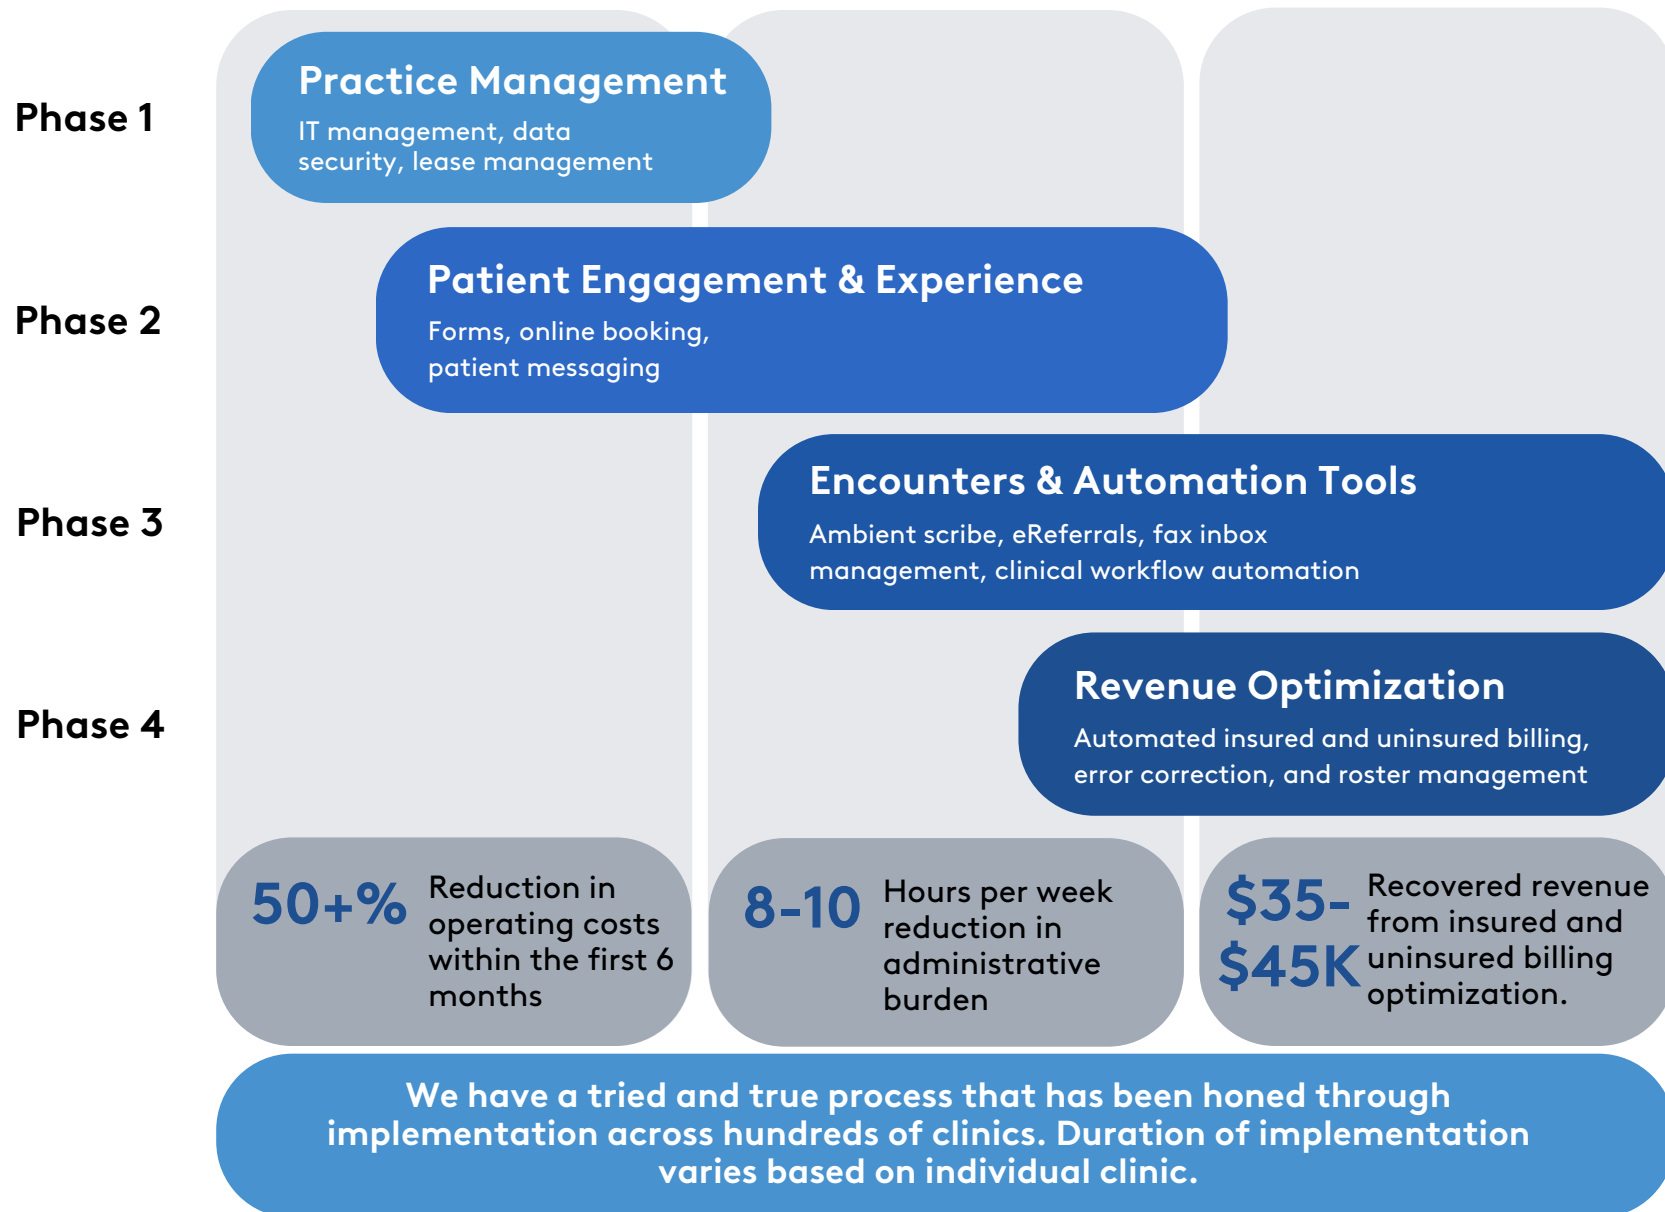 Phase 1
Practice Management
IT management, data
security, lease management
Phase 2
Patient Engagement & Experience
Forms, online booking,
patient messaging
Phase 3
Encounters & Automation Tools
Ambient scribe, eReferrals, fax inbox
management, clinical workflow automation
Phase 4
Revenue Optimization
Automated insured and uninsured billing,
error correction, and roster management
50+%
Reduction in
operating costs
within the first 6
months
8-10
Hours per week
reduction in
administrative
burden
$35-
$45K
Recovered revenue
from insured and
uninsured billing
optimization.
We have a tried and true process that has been honed through
implementation across hundreds of clinics. Duration of implementation
varies based on individual clinic.